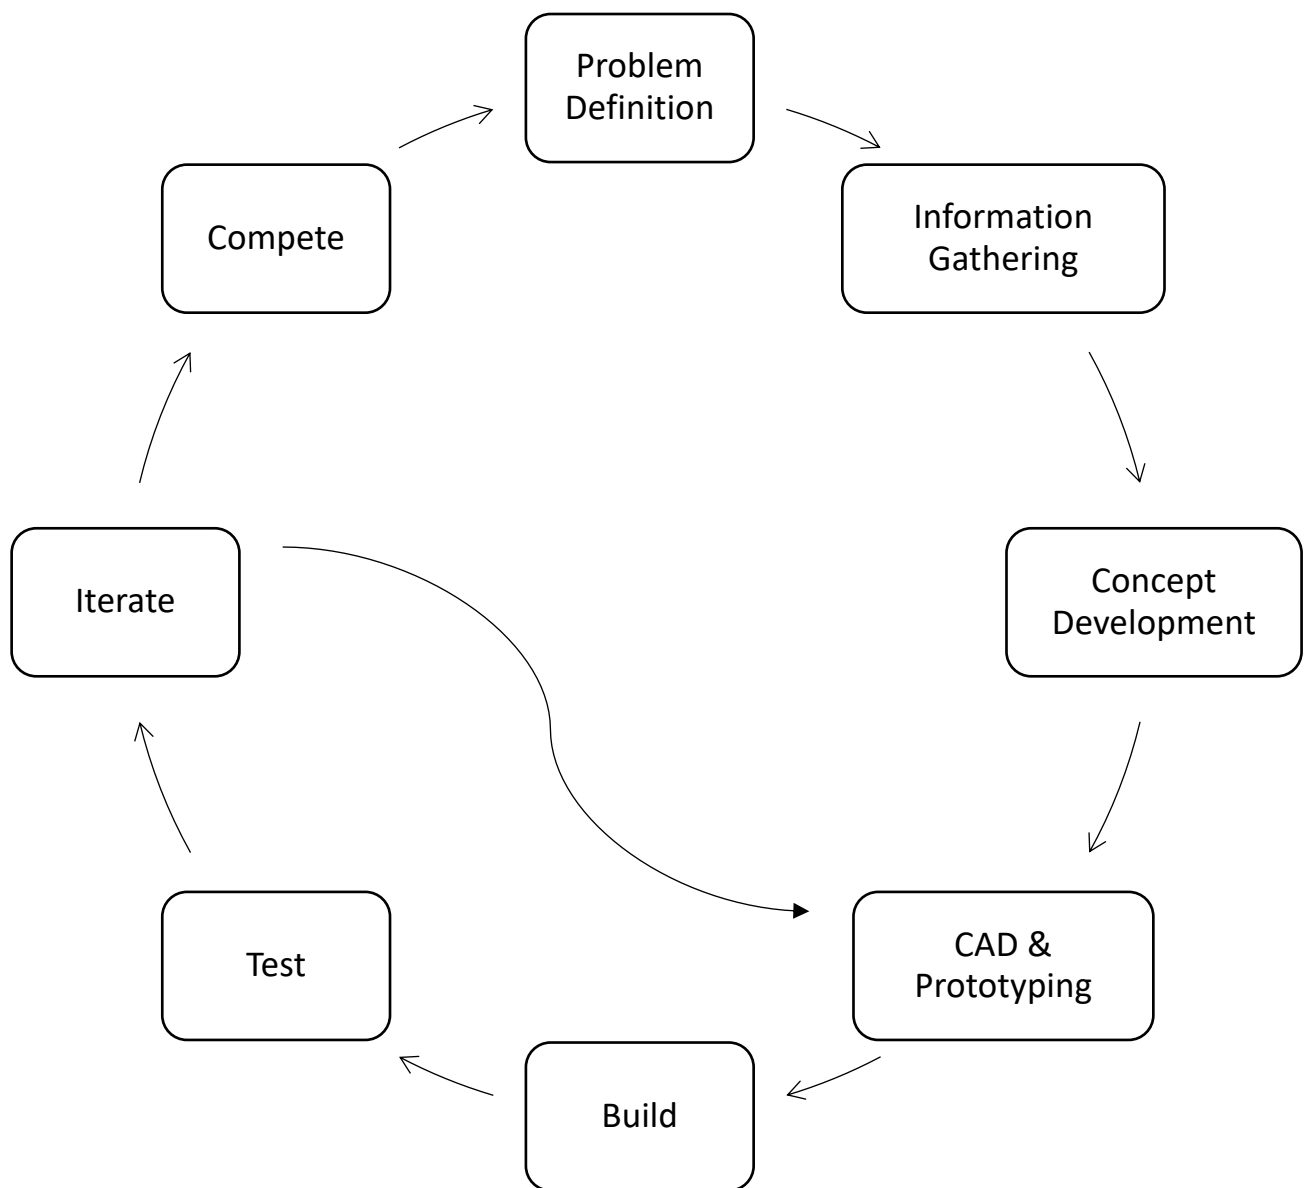 Problem
Definition
Information
Gathering
Concept
Development
CAD &
Prototyping
Build
Test
Iterate
Compete